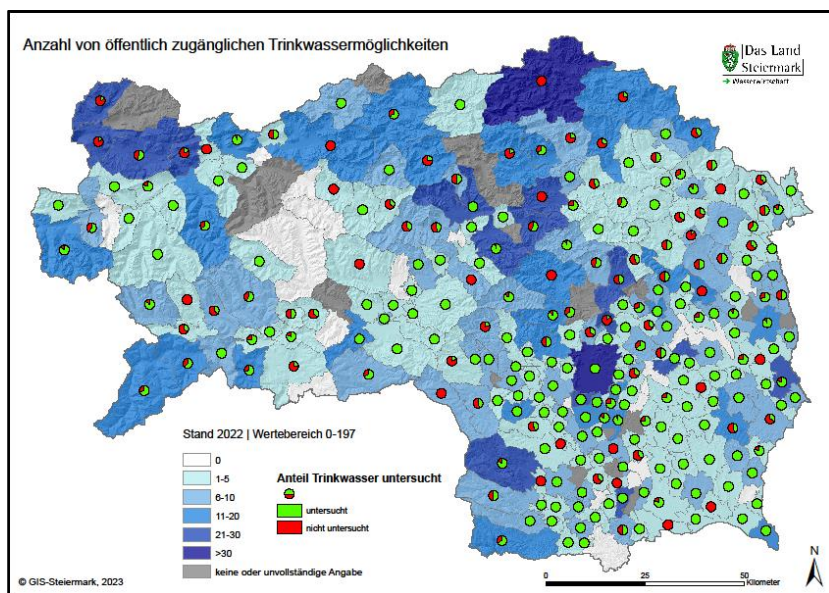 Anzahl von öffentlich zugänglichen Trinkwassermöglichkeiten
Das Land
Steiermark
→ Wasserwirtschaft
Stand 2022 | Wertebereich 0-197
0
1-5
6-10
11-20
21-30
>30
keine oder unvollständige Angabe
Anteil Trinkwasser untersucht
untersucht
nicht untersucht
© GIS-Steiermark, 2023
0 25 50
Kilometer
N